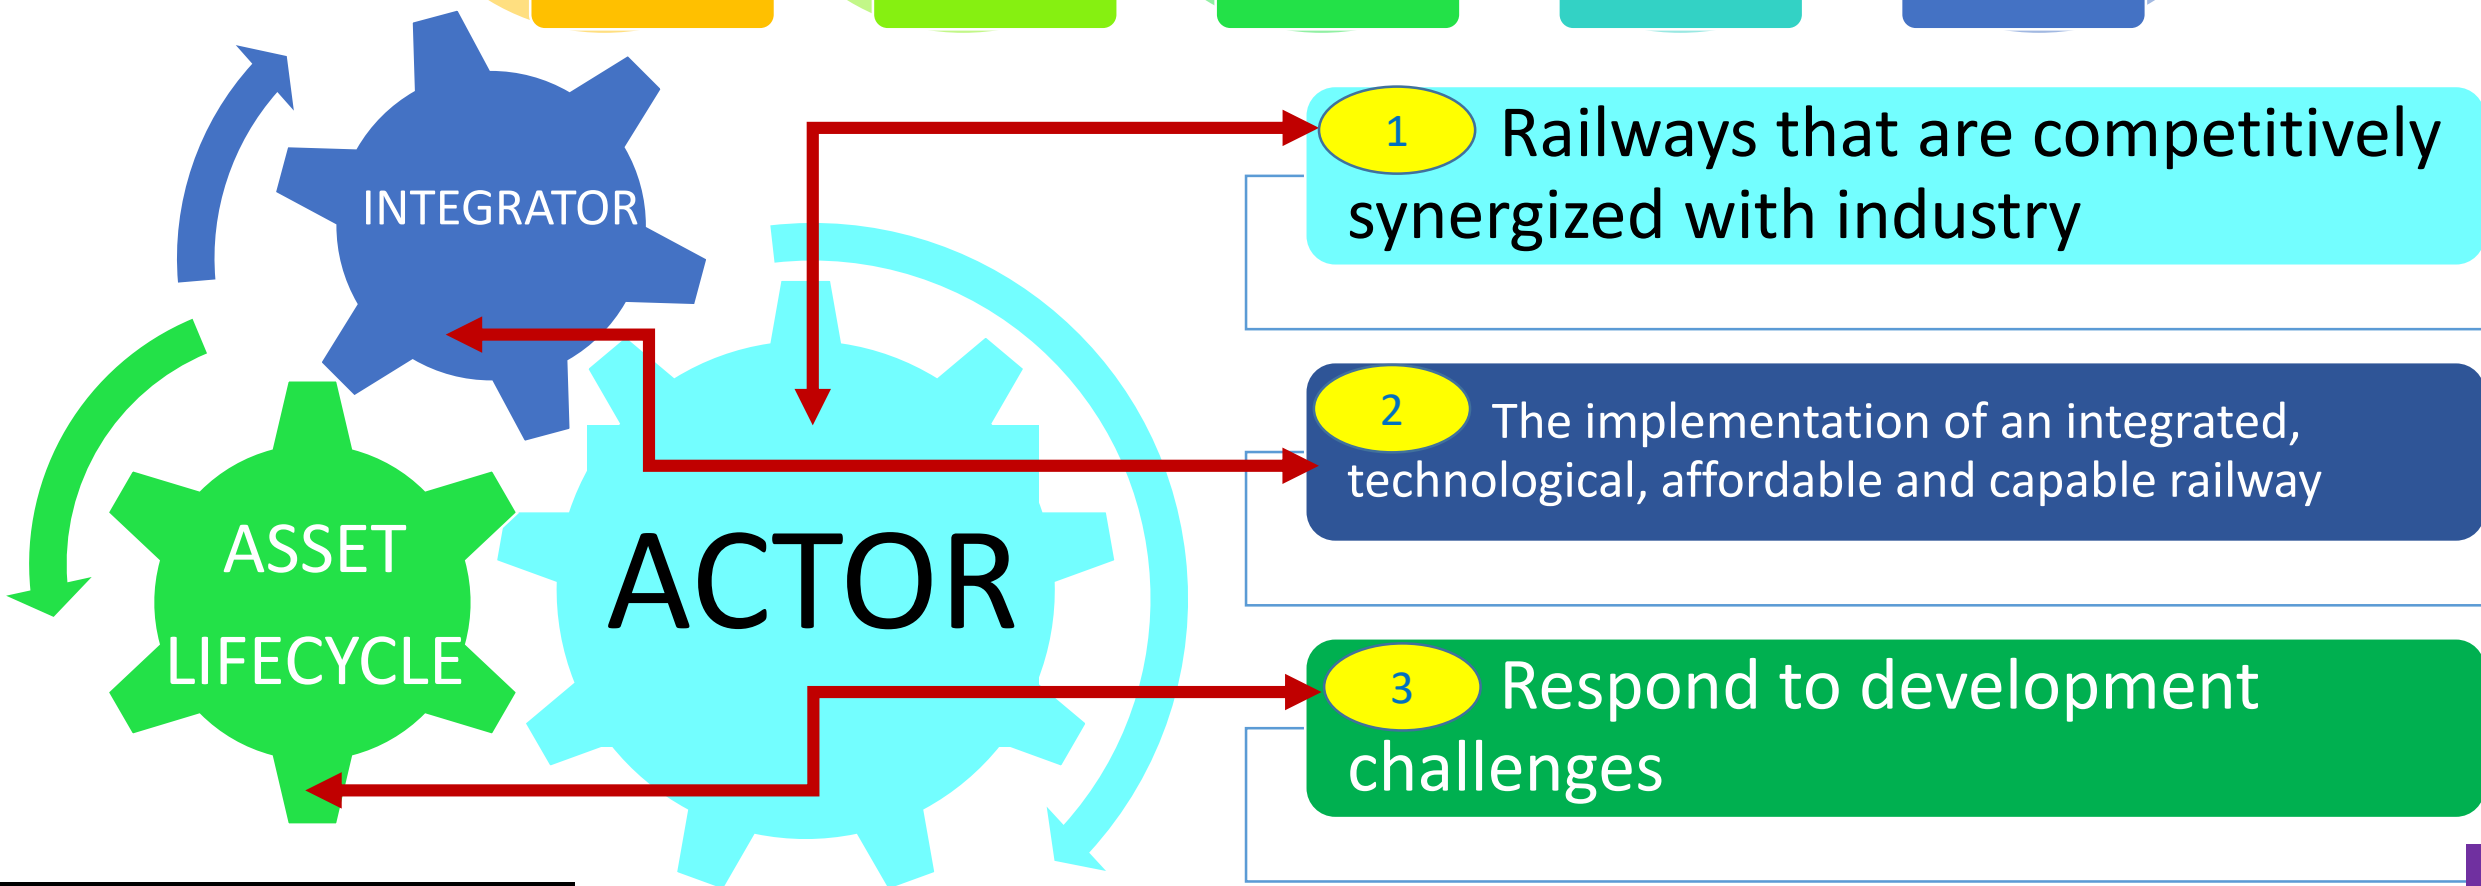 INTEGRATOR
ASSET
LIFECYCLE
ACTOR
1 Railways that are competitively
synergized with industry
2 The implementation of an integrated,
technological, affordable and capable railway
3 Respond to development
challenges